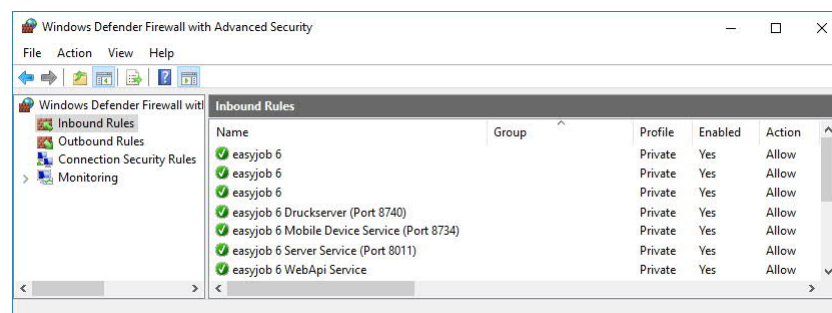 Windows Defender Firewall with Advanced Security
File Action View Help
Windows Defender Firewall witl
Inbound Rules
Outbound Rules
Connection Security Rules
Monitoring
Inbound Rules
Name Group Profile Enabled Action
easyjob 6 Private Yes Allow
easyjob 6 Private Yes Allow
easyjob 6 Private Yes Allow
easyjob 6 Druckserver (Port 8740) Private Yes Allow
easyjob 6 Mobile Device Service (Port 8734) Private Yes Allow
easyjob 6 Server Service (Port 8011) Private Yes Allow
easyjob 6 WebApi Service Private Yes Allow